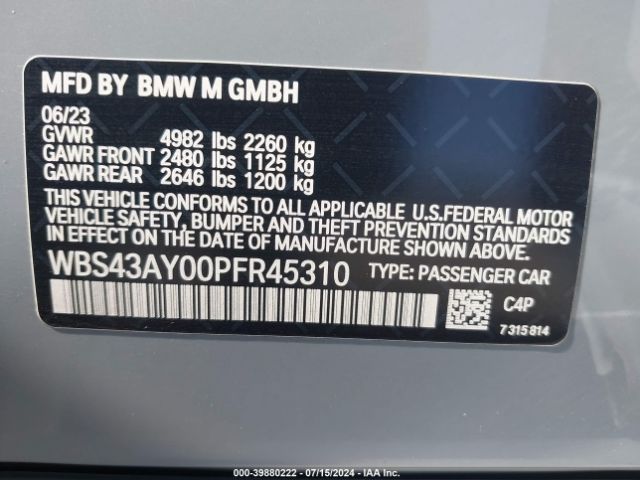 MFD BY BMW M GMBH
06/23
GVWR 4982 lbs 2260 kg
GAWR FRONT 2480 lbs 1125 kg
GAWR REAR 2646 lbs 1200 kg
THIS VEHICLE CONFORMS TO ALL APPLICABLE U.S.FEDERAL MOTOR
VEHICLE SAFETY, BUMPER AND THEFT PREVENTION STANDARDS
IN EFFECT ON THE DATE OF MANUFACTURE SHOWN ABOVE.
WBS43AY00PFR45310 TYPE: PASSENGER CAR
C4P
7315814
000-39880222 / 07/15/2024 / IAA Inc.